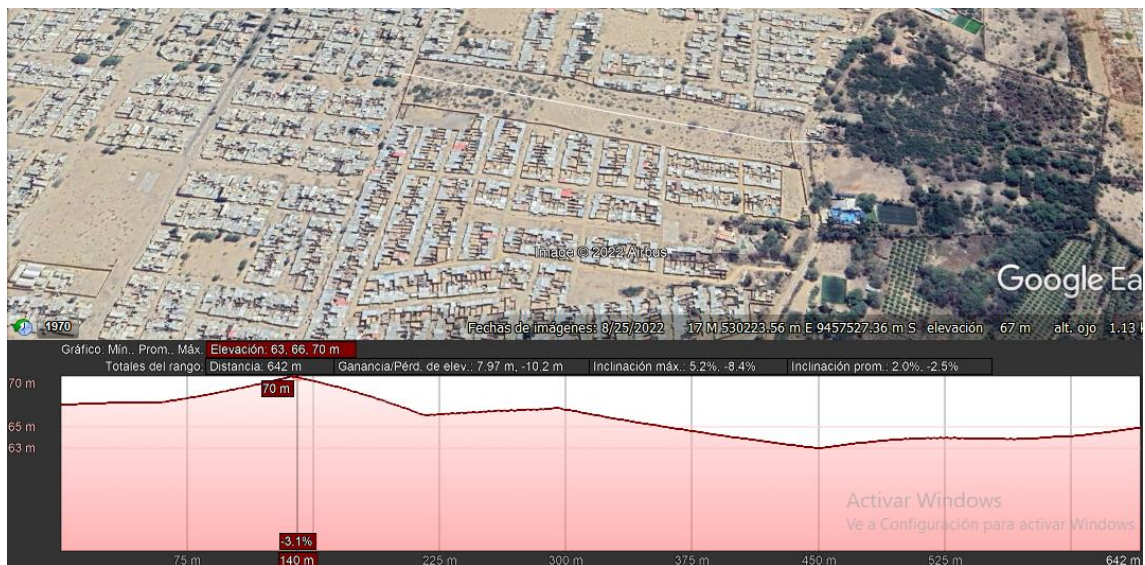 Image © 2022 Airbus
Google Ea
1970
Fechas de imágenes: 8/25/2022 17 M 530223.56 m E 9457527.36 m S elevación 67 m alt. ojo 1.13
Gráfico: Mín., Prom., Máx. Elevación: 63, 66, 70 m
Totales del rango: Distancia: 642 m Ganancia/Pérd. de elev.: 7.97 m, -10.2 m Inclinación máx.: 5.2%, -8.4% Inclinación prom.: 2.0%, -2.5%
70 m
70 m
65 m
63 m
Activar Windows
Ve a Configuración para activar Windows.
-3.1%
75 m 140 m 225 m 300 m 375 m 450 m 525 m 642 m